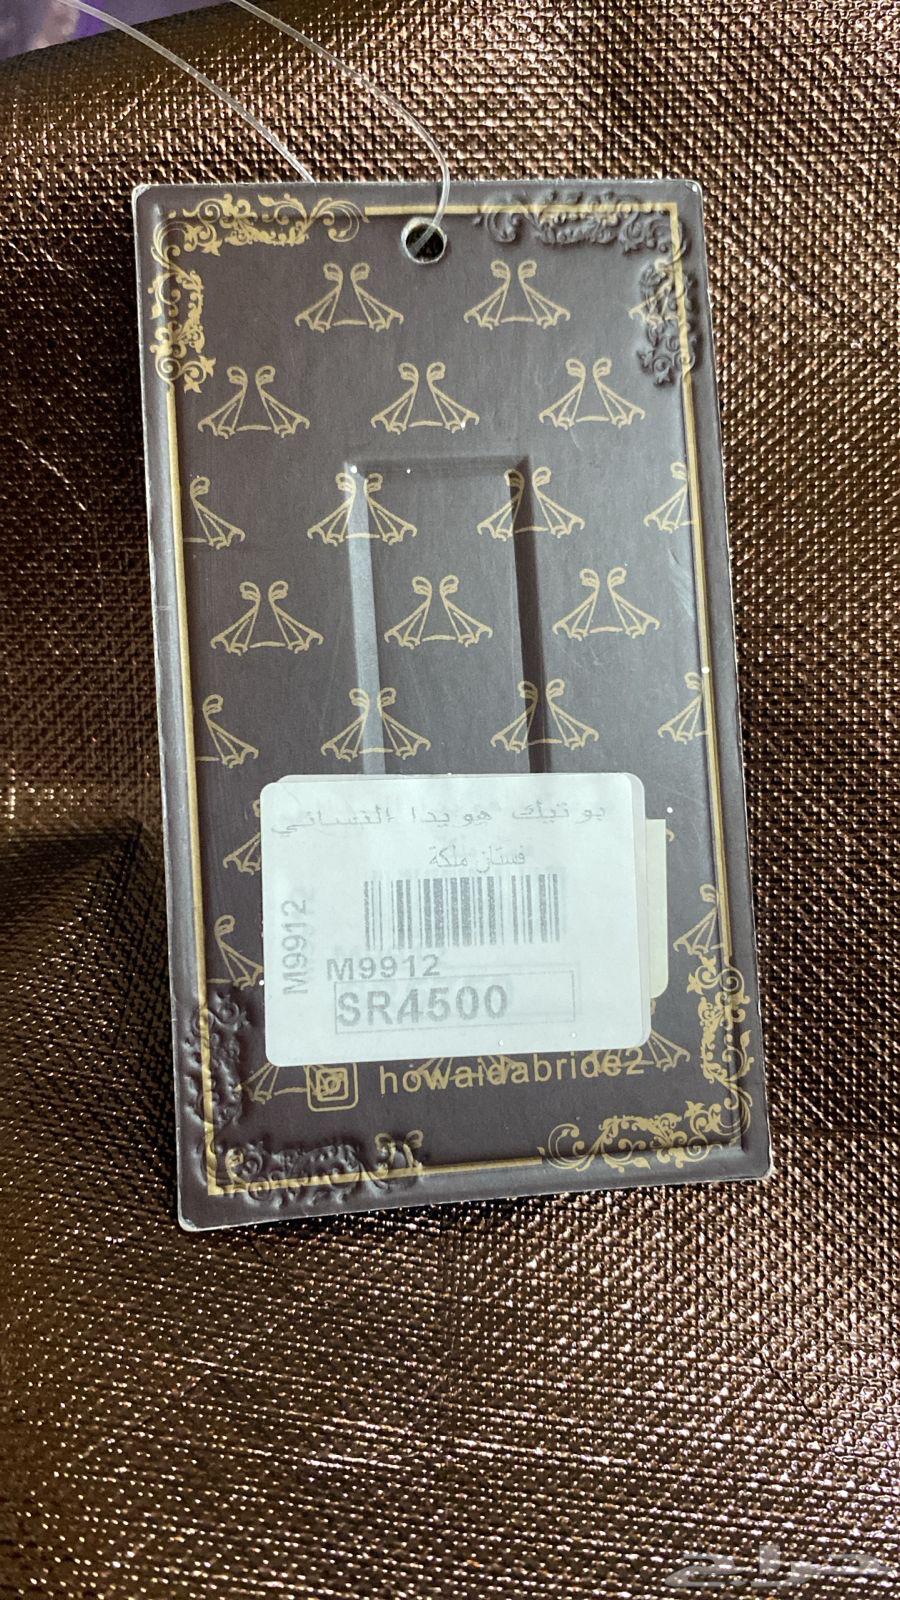 بوتيك هويدا النسائي
فستان ملكة
M9912
M9912
SR4500
howaidabride2
حراج